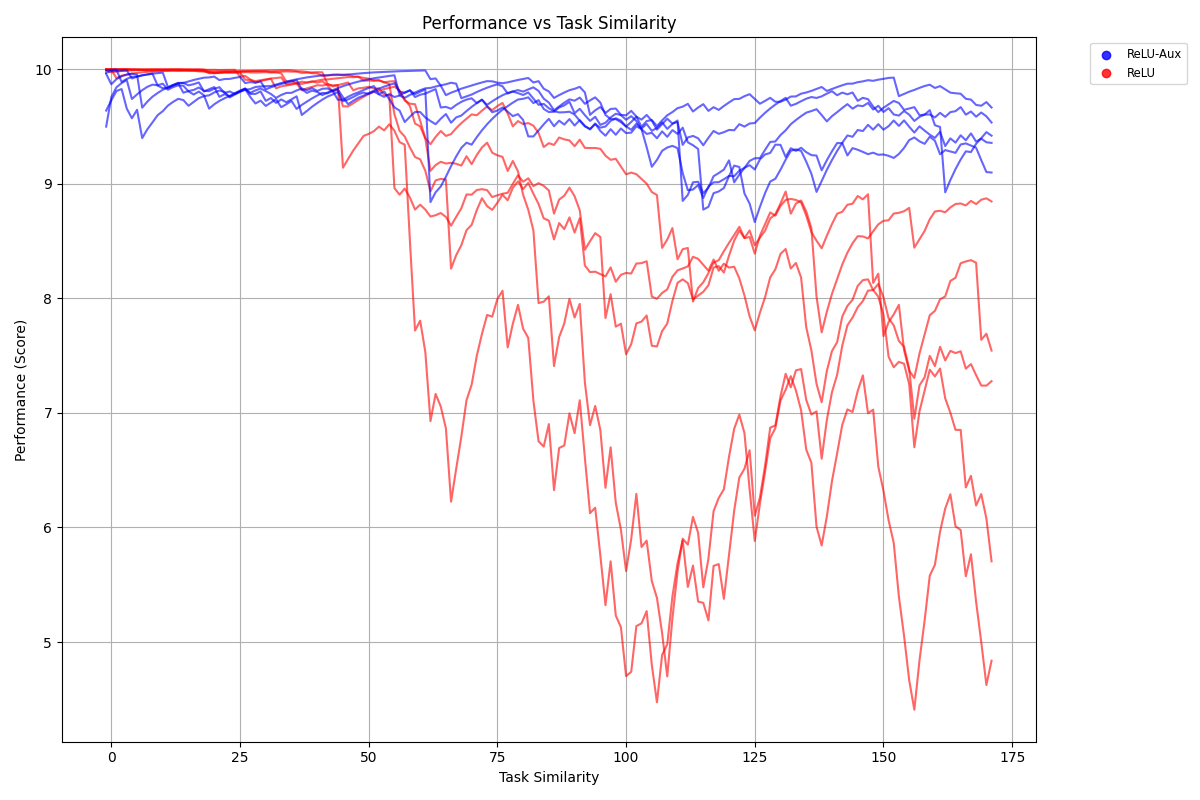 Performance vs Task Similarity
ReLU-Aux
ReLU
Performance (Score)
10
9
8
7
6
5
0 25 50 75 100 125 150 175
Task Similarity